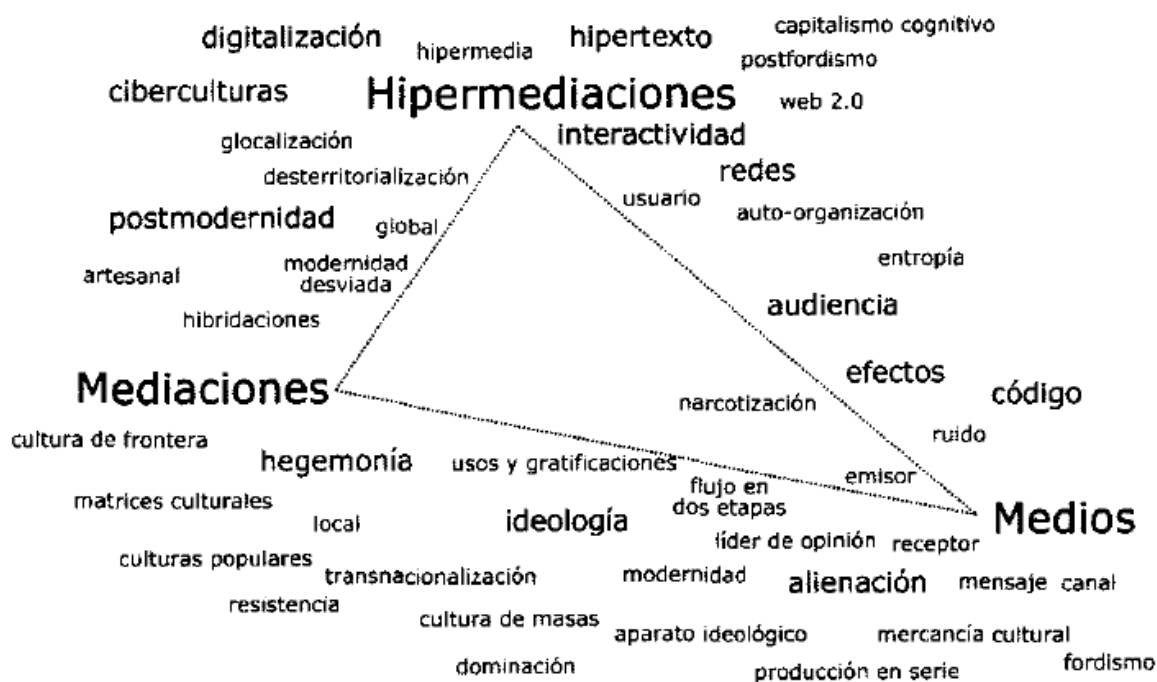 capitalismo cognitivo
digitalización
hipermedia
hipertexto
postfordismo
ciberculturas
Hipermediaciones
web 2.0
glocalización
interactividad
desterritorialización
redes
usuario
postmodernidad
global
auto-organización
artesanal
modernidad
desviada
entropía
hibridaciones
audiencia
Mediaciones
efectos
código
narcotización
cultura de frontera
ruido
hegemonía
usos y gratificaciones
emisor
matrices culturales
flujo en
dos etapas
local
ideología
Medios
culturas populares
líder de opinión
receptor
transnacionalización
modernidad
alienación
mensaje
canal
resistencia
cultura de masas
aparato ideológico
mercancía cultural
dominación
producción en serie
fordismo